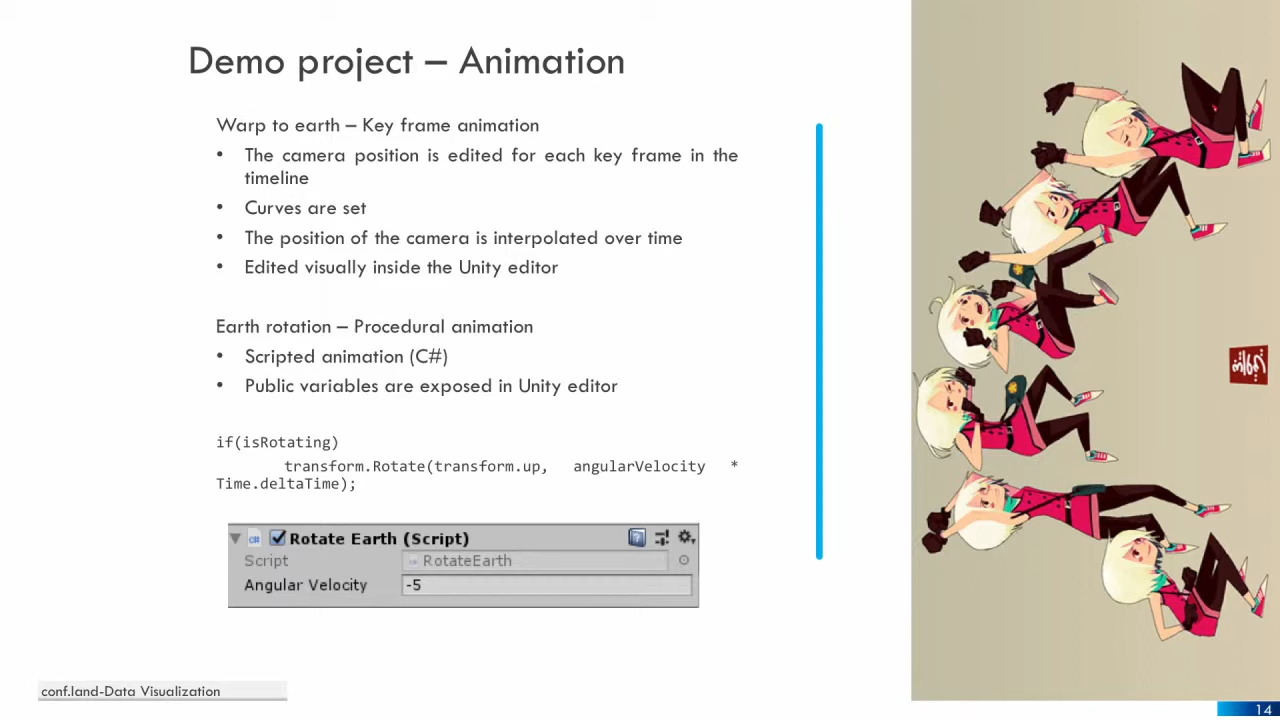 Demo project – Animation
Warp to earth – Key frame animation
• The camera position is edited for each key frame in the
timeline
• Curves are set
• The position of the camera is interpolated over time
• Edited visually inside the Unity editor
Earth rotation – Procedural animation
• Scripted animation (C#)
• Public variables are exposed in Unity editor
if(isRotating)
transform.Rotate(transform.up, angularVelocity *
Time.deltaTime);
Rotate Earth (Script)
Script RotateEarth
Angular Velocity -5
conf.land-Data Visualization
14